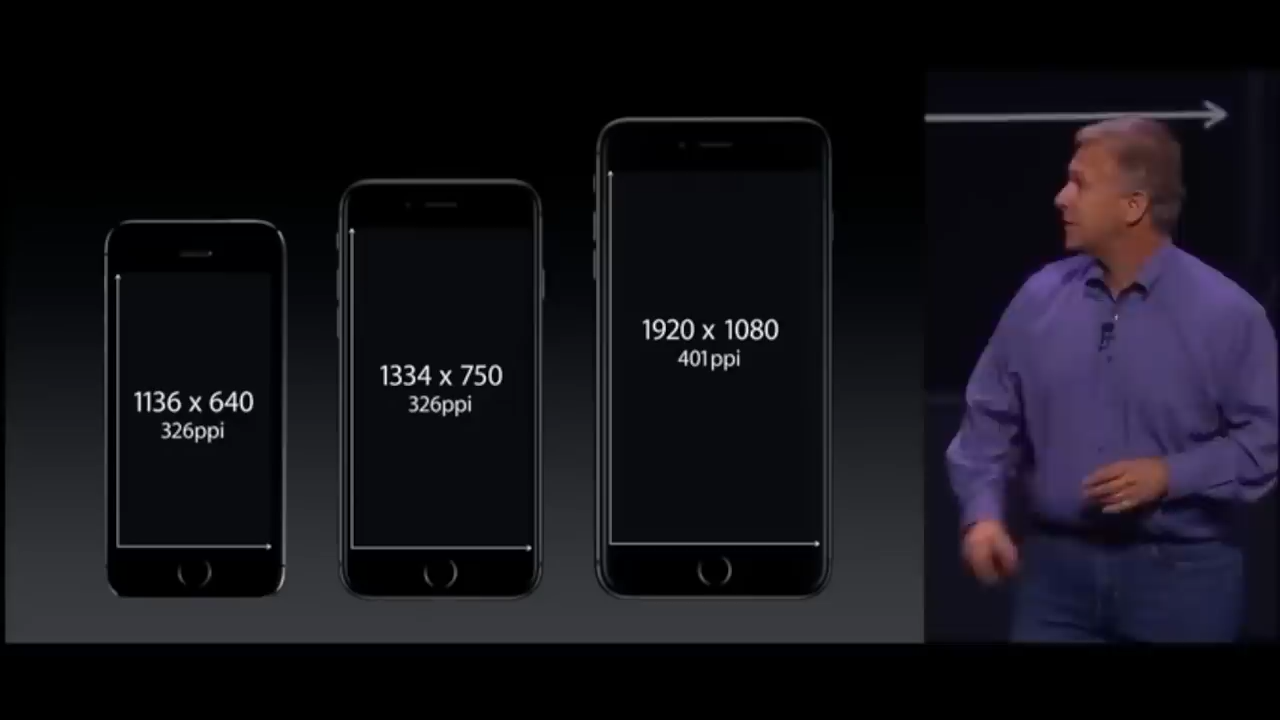 1136 x 640
326ppi
1334 x 750
326ppi
1920 x 1080
401ppi